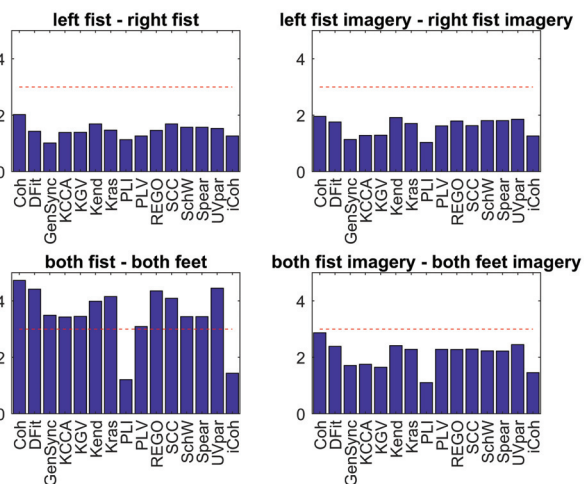 left fist - right fist
4
2
0
Coh
DFit
GenSync
KCCA
KGV
Kend
Kras
PLI
PLV
REGO
SCC
SchW
Spear
UVpar
iCoh
left fist imagery - right fist imagery
4
2
0
Coh
DFit
GenSync
KCCA
KGV
Kend
Kras
PLI
PLV
REGO
SCC
SchW
Spear
UVpar
iCoh
both fist - both feet
4
2
0
Coh
DFit
GenSync
KCCA
KGV
Kend
Kras
PLI
PLV
REGO
SCC
SchW
Spear
UVpar
iCoh
both fist imagery - both feet imagery
4
2
0
Coh
DFit
GenSync
KCCA
KGV
Kend
Kras
PLI
PLV
REGO
SCC
SchW
Spear
UVpar
iCoh